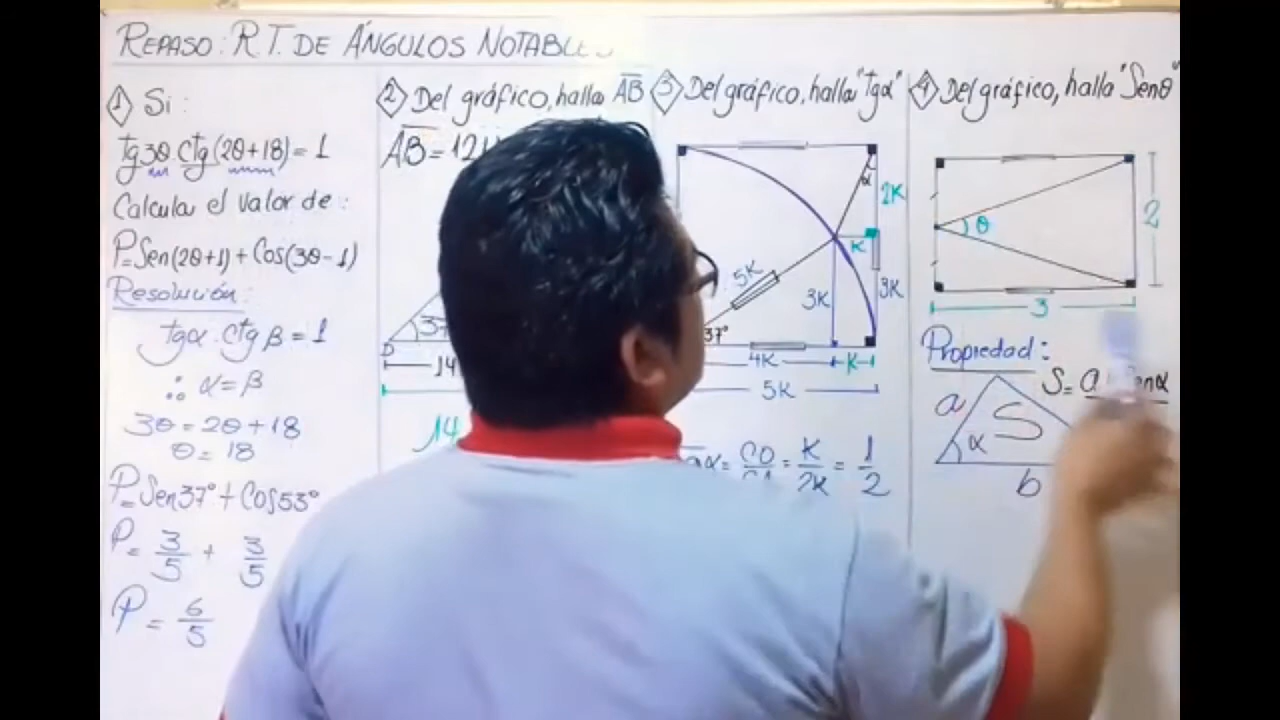 REPASO: R.T. DE ÁNGULOS NOTABLE
1 Si:
tg3θ.Ctg(2θ+18)=1
Calcula el valor de:
P=Sen(2θ+1)+Cos(3θ-1)
Resolución:
tgα.Ctgβ=1
∴ α=β
3θ=2θ+18
θ=18
P=Sen37°+Cos53°
P=3/5+3/5
P=6/5
2 Del gráfico, halla AB
AB=121
D
37
14
14
3 Del gráfico, halla "tgα"
α
2K
K
5K
3K
3K
37°
4K
K
5K
α=CO/CA=K/2K=1/2
4 Del gráfico, halla "Senθ"
θ
2
3
Propiedad:
S=
a
S
α
b